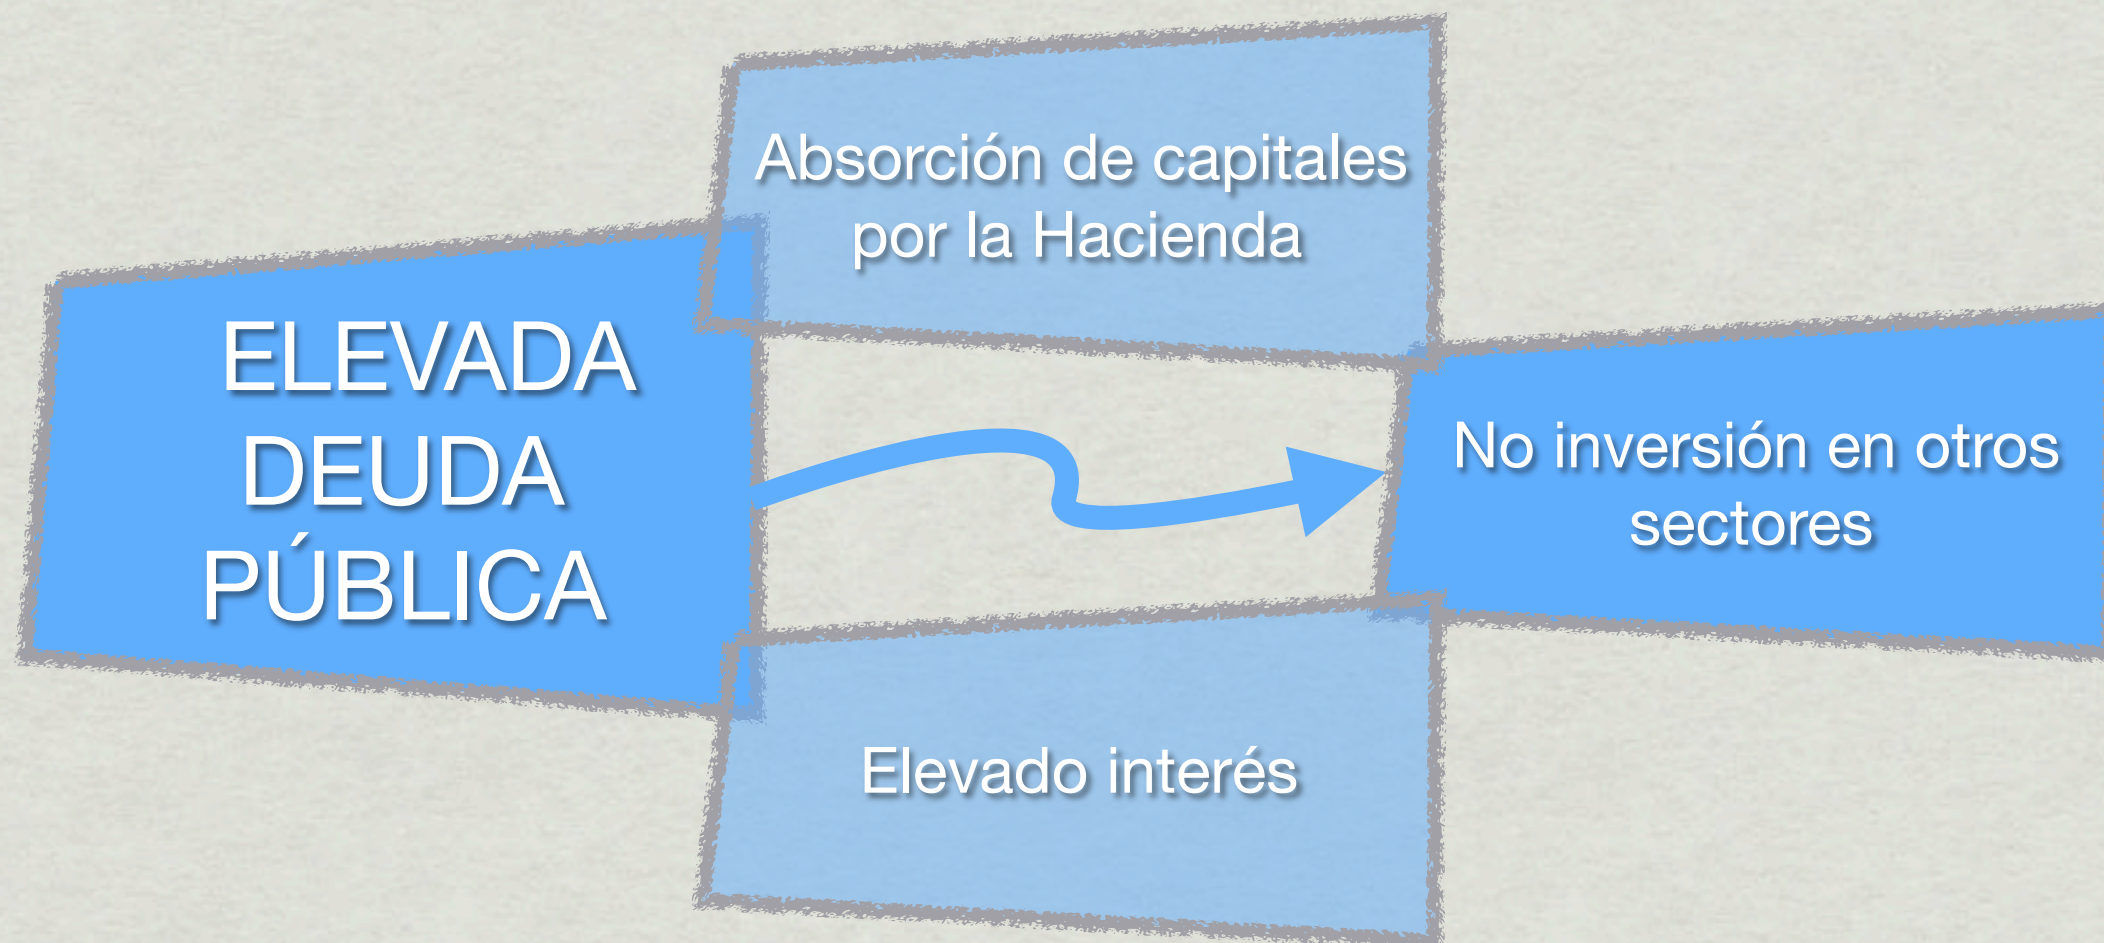 ELEVADA
DEUDA
PÚBLICA
Absorción de capitales
por la Hacienda
Elevado interés
No inversión en otros
sectores